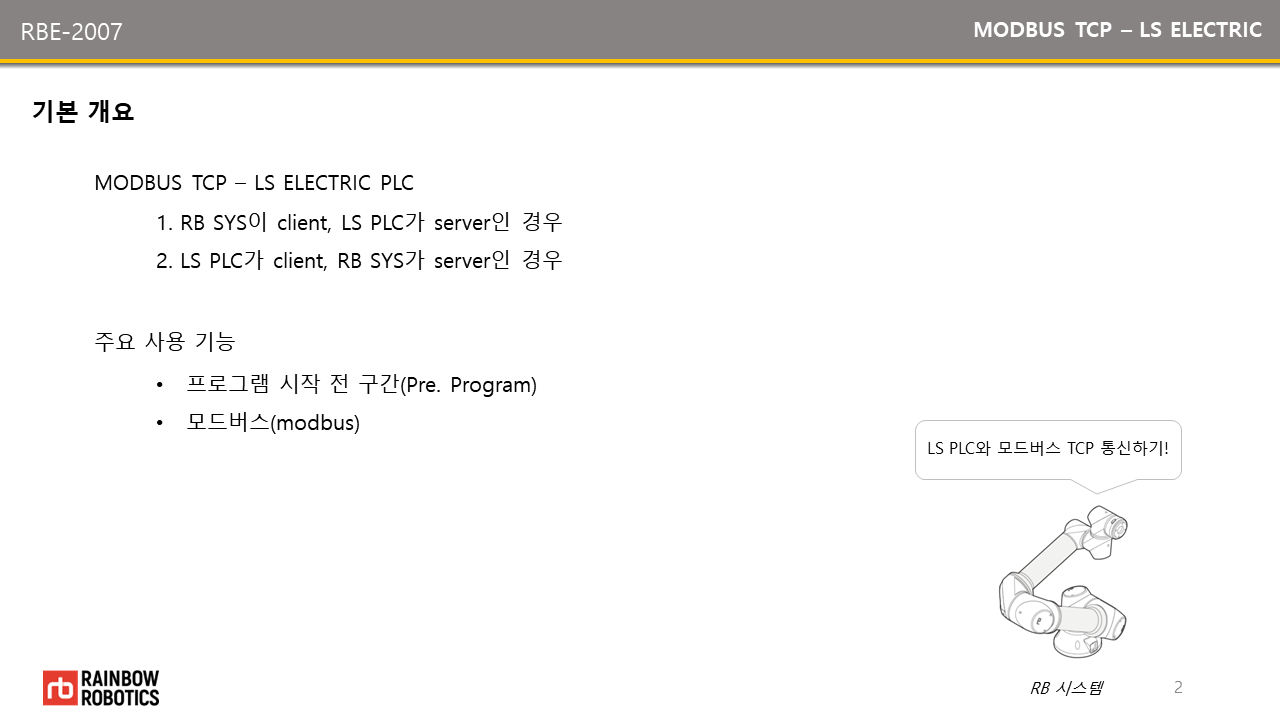 RBE-2007
MODBUS TCP – LS ELECTRIC
기본 개요
MODBUS TCP – LS ELECTRIC PLC
1. RB SYS이 client, LS PLC가 server인 경우
2. LS PLC가 client, RB SYS가 server인 경우
주요 사용 기능
• 프로그램 시작 전 구간(Pre. Program)
• 모드버스(modbus)
LS PLC와 모드버스 TCP 통신하기!
RB 시스템
rb RAINBOW
ROBOTICS
2